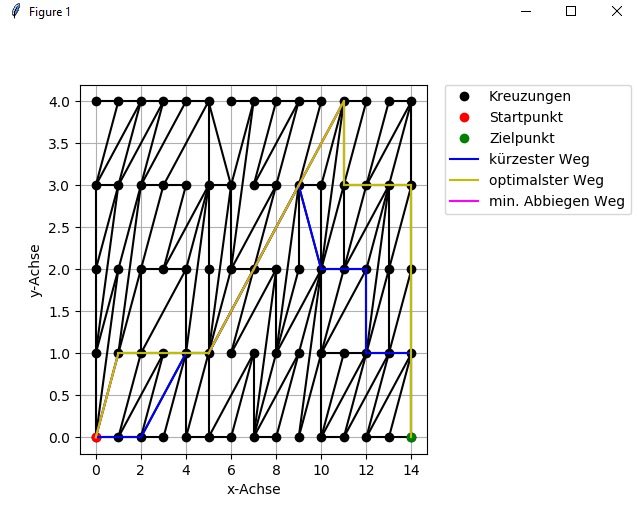 Figure 1
Kreuzungen
Startpunkt
Zielpunkt
kürzester Weg
optimalster Weg
min. Abbiegen Weg
4.0
3.5
3.0
2.5
2.0
1.5
1.0
0.5
0.0
y-Achse
0 2 4 6 8 10 12 14
x-Achse